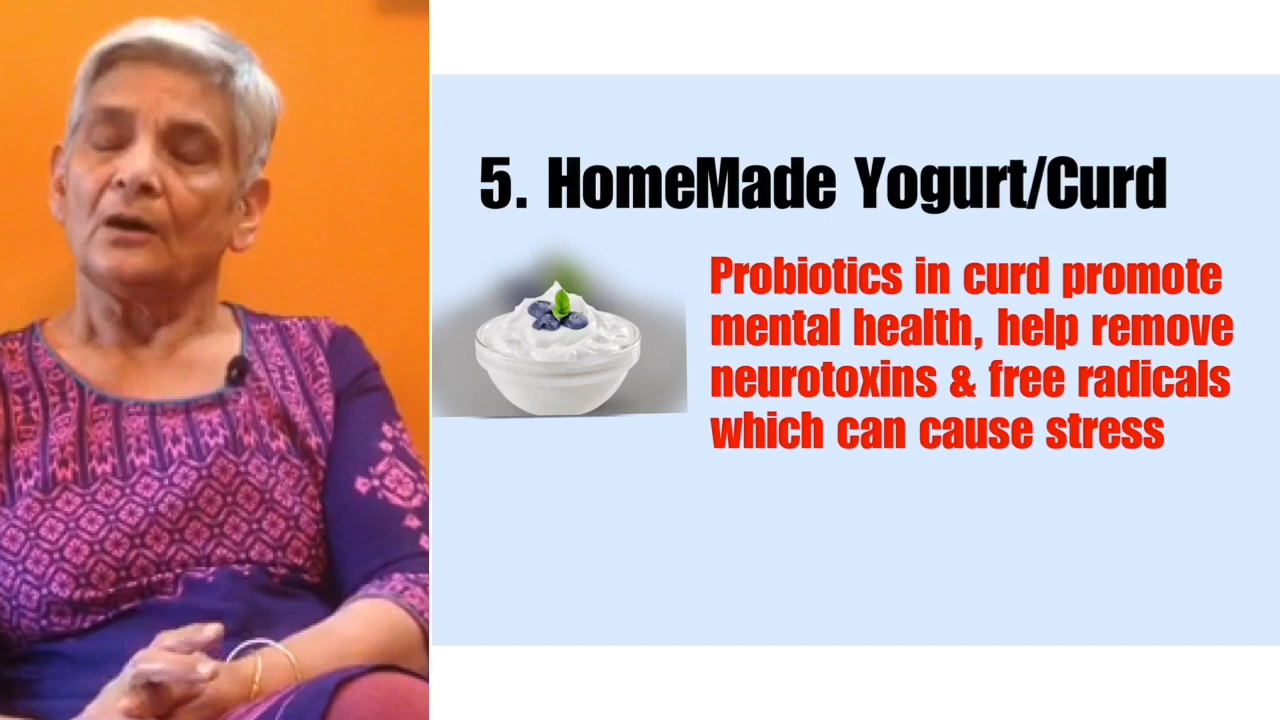 5. HomeMade Yogurt/Curd
Probiotics in curd promote
mental health, help remove
neurotoxins & free radicals
which can cause stress